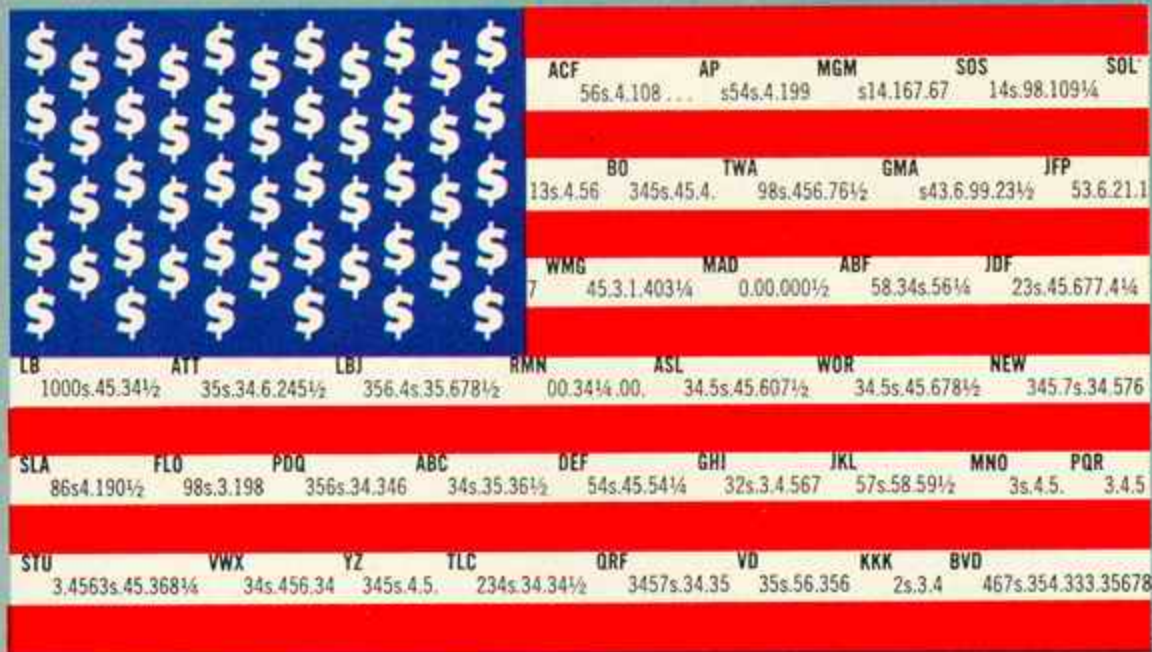 $ $ $ $ $ $
$ $ $ $ $
$ $ $ $ $ $
$ $ $ $ $
$ $ $ $ $ $
$ $ $ $ $
$ $ $ $ $ $
$ $ $ $ $
$ $ $ $ $ $
ACF AP MGM SOS SOL
56s.4.108 ... s54s.4.199 s14.167.67 14s.98.109¼
BO TWA GMA JFP
13s.4.56 345s.45.4. 98s.456.76½ s43.6.99.23½ 53.6.21.1
WMG MAD ABF JDF
7 45.3.1.403¼ 0.00.000½ 58.34s.56¼ 23s.45.677.4¼
LB ATT LBJ RMN ASL WOR NEW
1000s.45.34½ 35s.34.6.245½ 356.4s.35.678½ 00.34¼.00. 34.5s.45.607½ 34.5s.45.678½ 345.7s.34.576
SLA FLO PDQ ABC DEF GHI JKL MNO PQR
86s4.190½ 98s.3.198 356s.34.346 34s.35.36½ 54s.45.54¼ 32s.3.4.567 57s.58.59½ 3s.4.5. 3.4.5
STU VWX YZ TLC QRF VD KKK BVD
3.4563s.45.368¼ 34s.456.34 345s.4.5. 234s.34.34½ 3457s.34.35 35s.56.356 2s.3.4 467s.354.333.35678